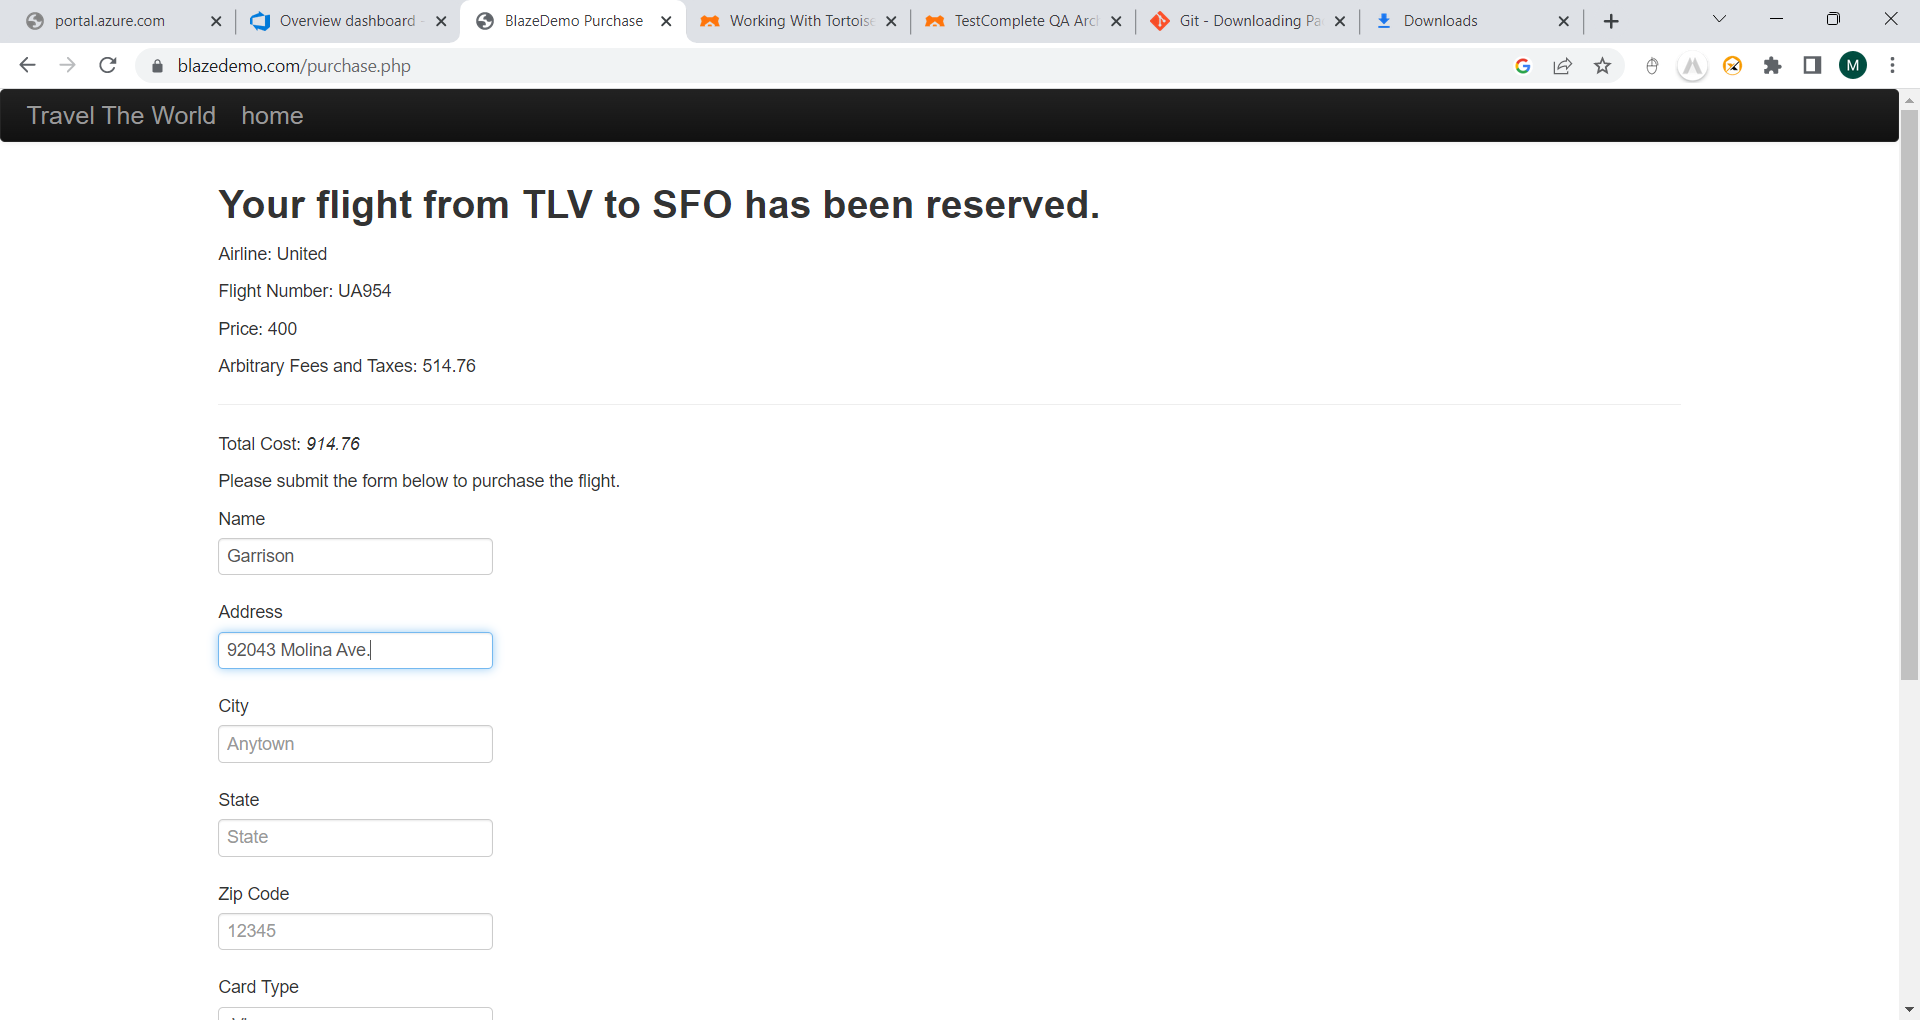 portal.azure.com
Overview dashboard
BlazeDemo Purchase
Working With Tortoise
TestComplete QA Arc
Git - Downloading Pa
Downloads
blazedemo.com/purchase.php
M
Travel The World home
Your flight from TLV to SFO has been reserved.
Airline: United
Flight Number: UA954
Price: 400
Arbitrary Fees and Taxes: 514.76
Total Cost: 914.76
Please submit the form below to purchase the flight.
Name
Garrison
Address
92043 Molina Ave.
City
Anytown
State
State
Zip Code
12345
Card Type